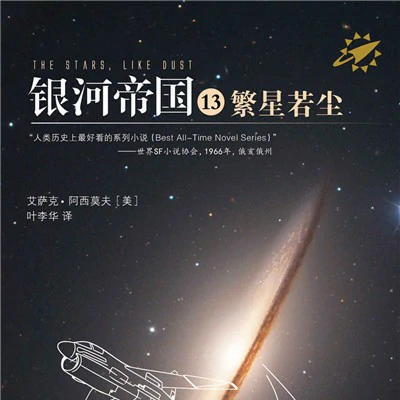 THE STARS, LIKE DUST
银河帝国 13 繁星若尘
“人类历史上最好看的系列小说（Best All-Time Novel Series）”
——世界SF小说协会，1966年，俄亥俄州
艾萨克·阿西莫夫［美］
叶李华 译